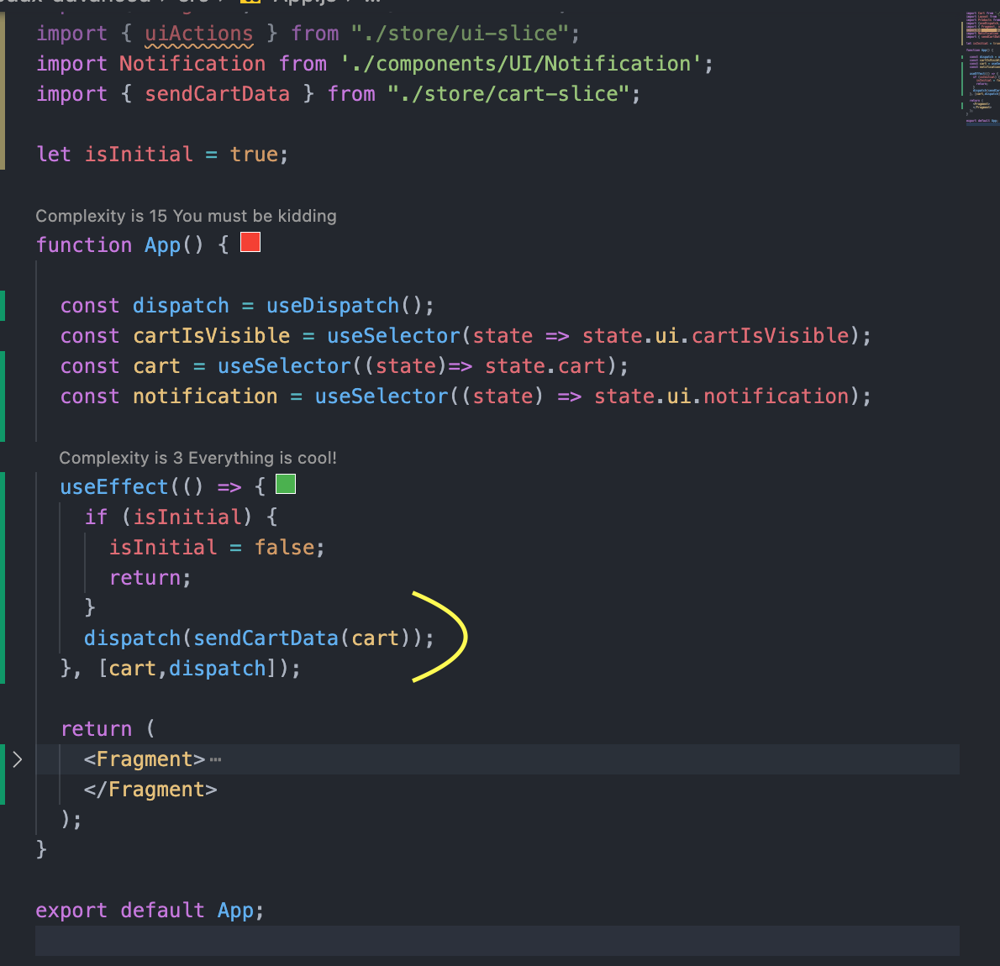 import { uiActions } from "./store/ui-slice";
import Notification from './components/UI/Notification';
import { sendCartData } from "./store/cart-slice";
let isInitial = true;
Complexity is 15 You must be kidding
function App() {
const dispatch = useDispatch();
const cartIsVisible = useSelector(state => state.ui.cartIsVisible);
const cart = useSelector((state)=> state.cart);
const notification = useSelector((state) => state.ui.notification);
Complexity is 3 Everything is cool!
useEffect(() => {
if (isInitial) {
isInitial = false;
return;
}
dispatch(sendCartData(cart));
}, [cart,dispatch]);
return (
<Fragment>⋯
</Fragment>
);
}
export default App;